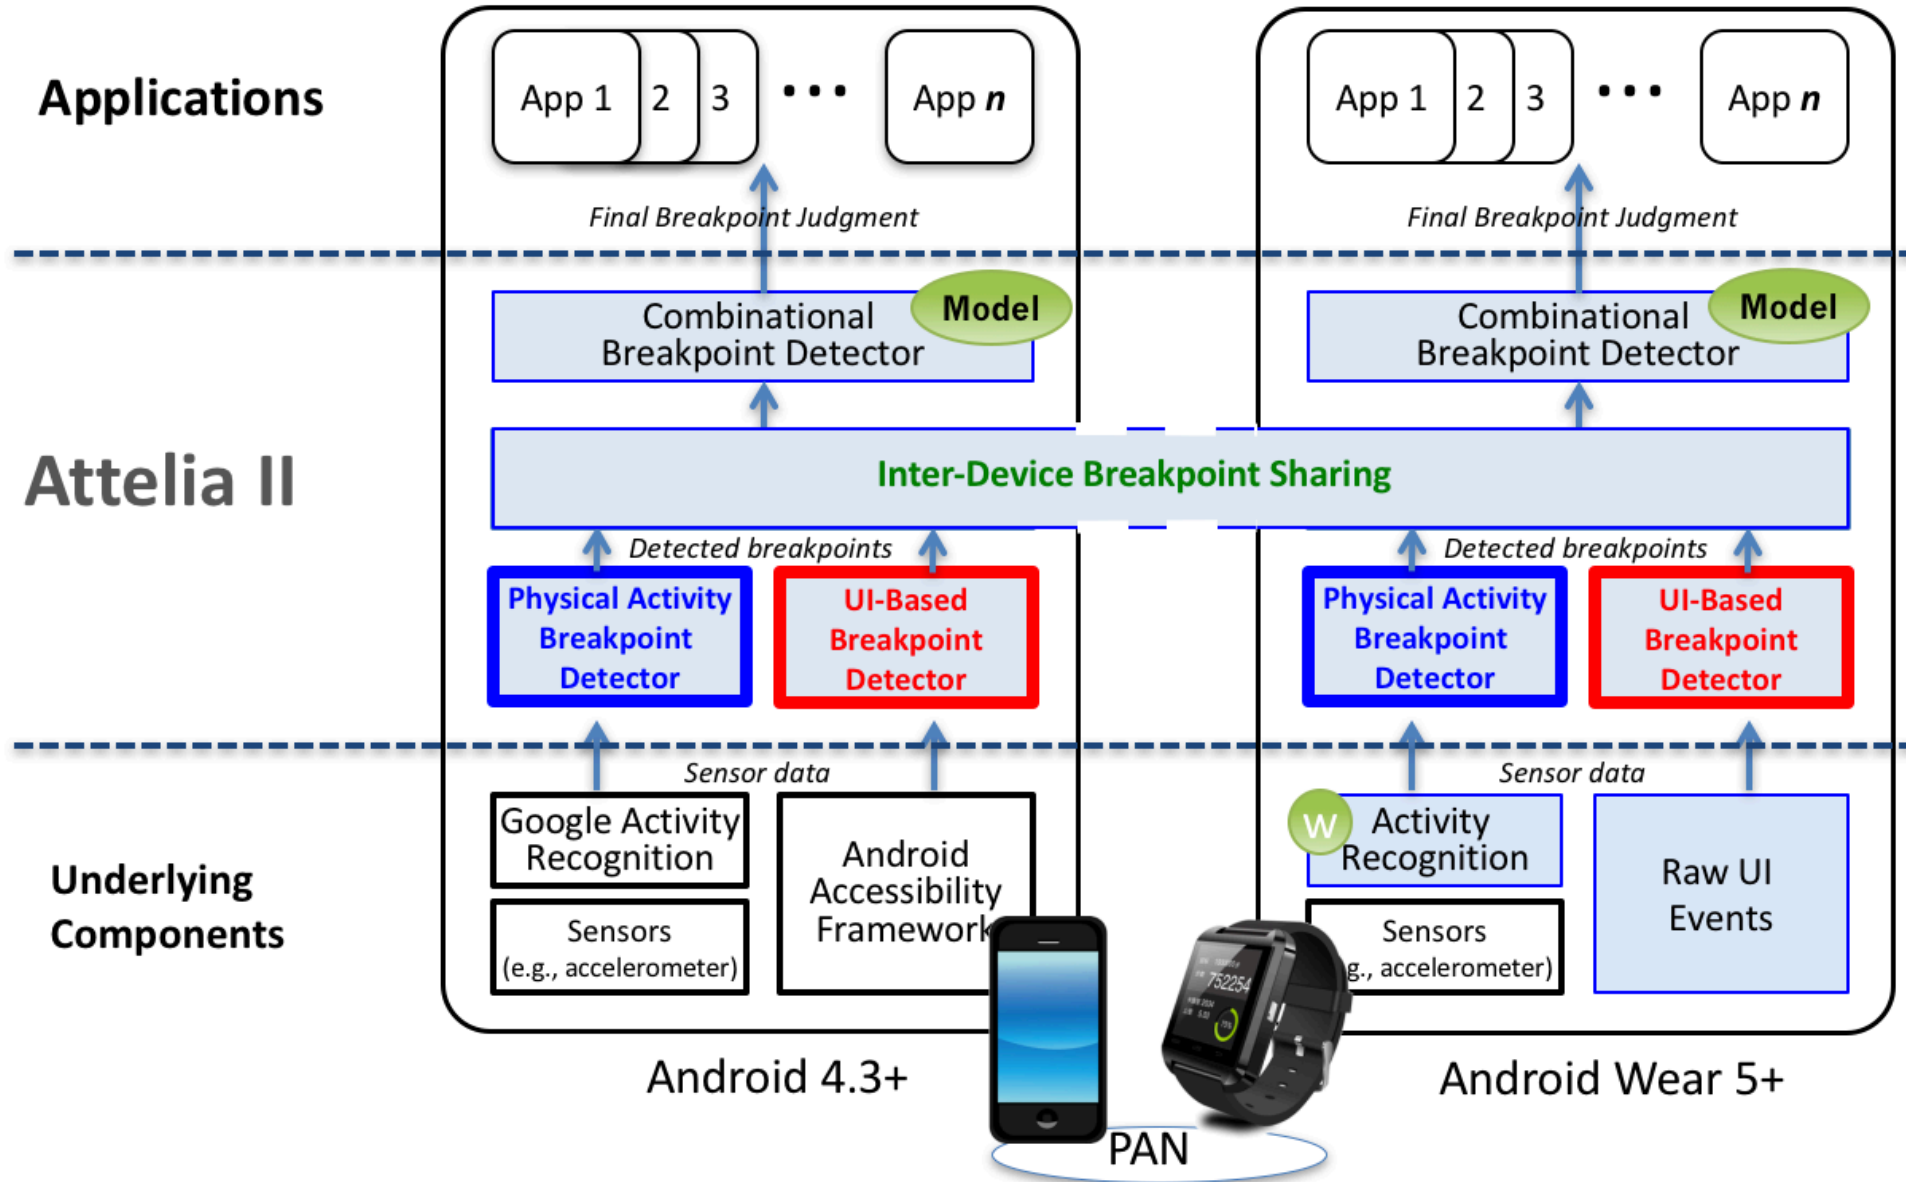 Applications
App 1
2
3
...
App n
App 1
2
3
...
App n
Final Breakpoint Judgment
Final Breakpoint Judgment
Attelia II
Combinational
Breakpoint Detector
Model
Combinational
Breakpoint Detector
Model
Inter-Device Breakpoint Sharing
Detected breakpoints
Detected breakpoints
Physical Activity
Breakpoint
Detector
UI-Based
Breakpoint
Detector
Physical Activity
Breakpoint
Detector
UI-Based
Breakpoint
Detector
Sensor data
Sensor data
Underlying
Components
Google Activity
Recognition
Sensors
(e.g., accelerometer)
Android
Accessibility
Framework
W
Activity
Recognition
Sensors
g., accelerometer)
Raw UI
Events
752254
75%
Android 4.3+
Android Wear 5+
PAN